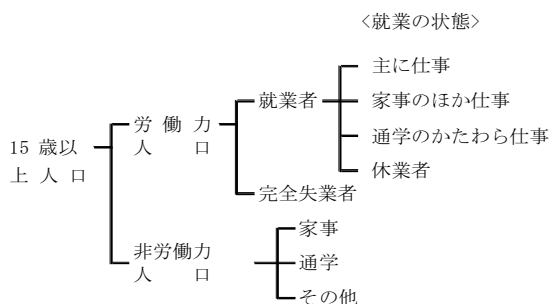 <就業の状態>
主に仕事
就業者
家事のほか仕事
労働力
人口
通学のかたわら仕事
15 歳以
上人口
休業者
完全失業者
家事
非労働力
人口
通学
その他